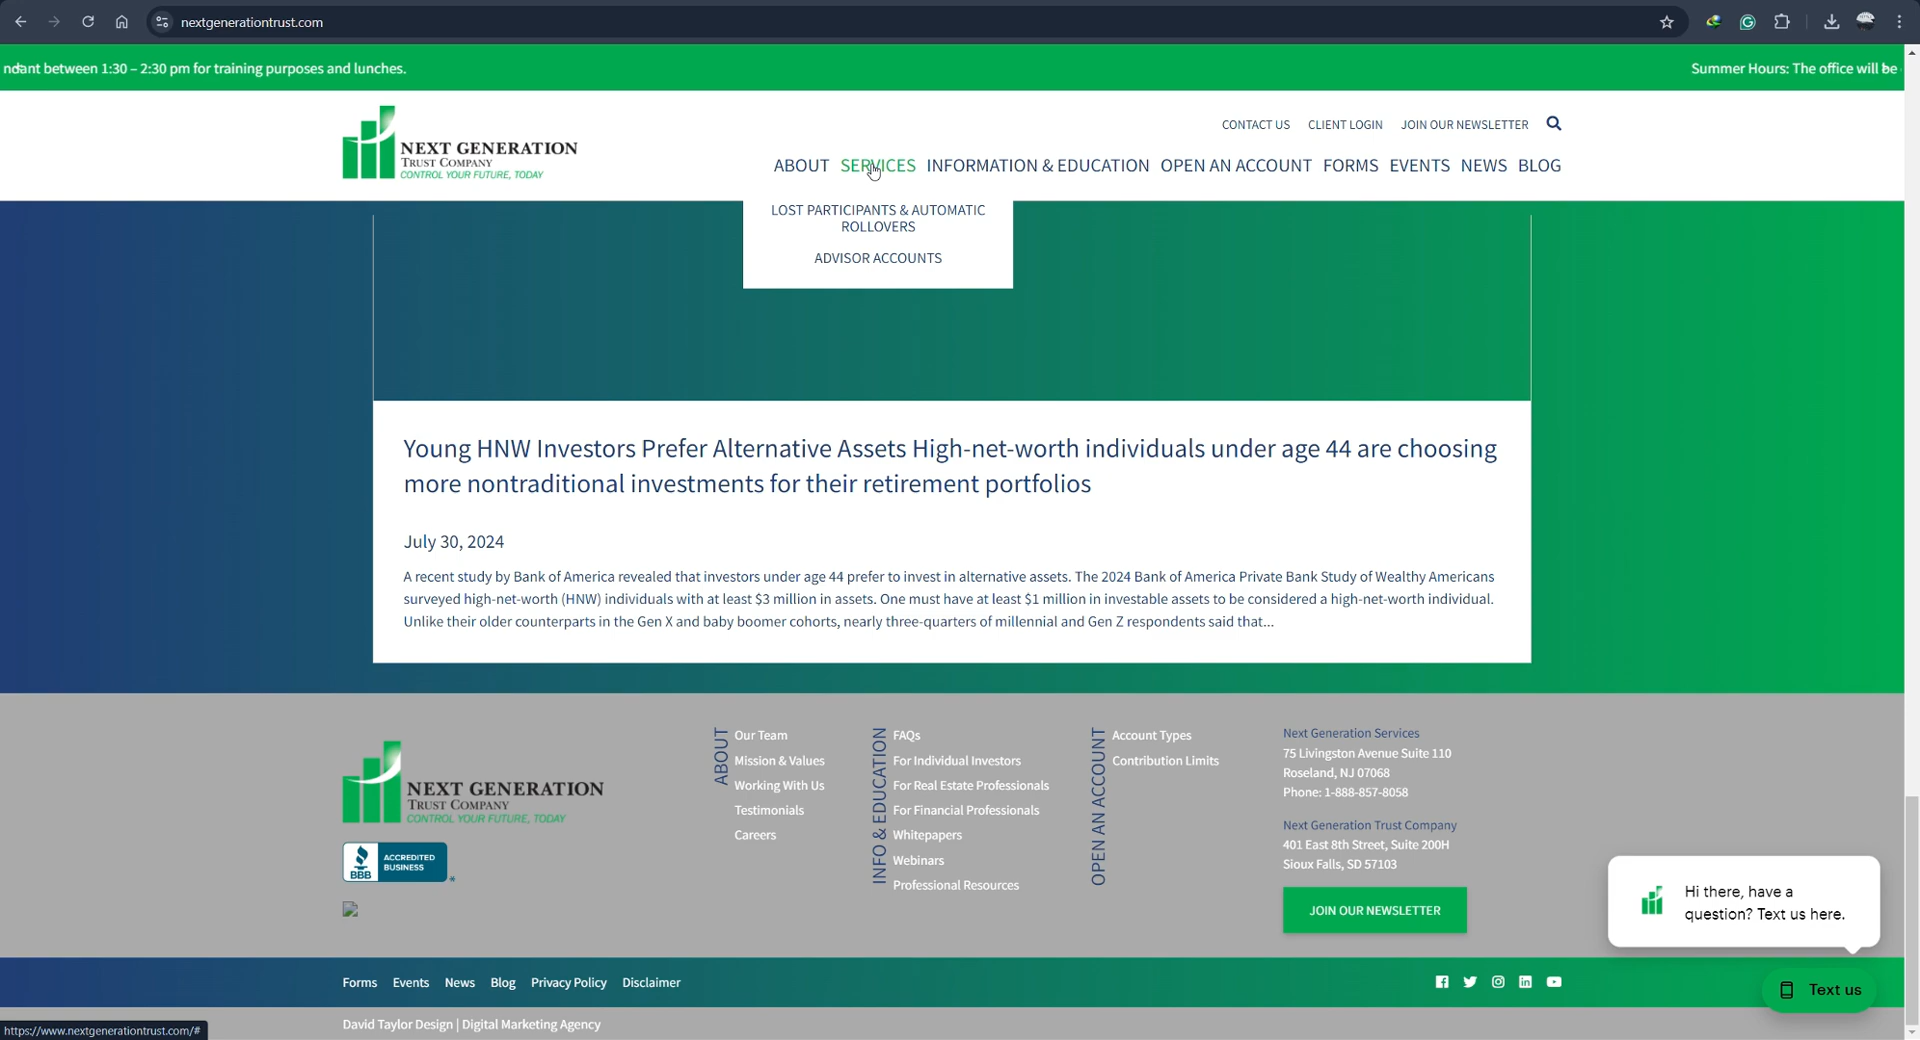 nextgenerationtrust.com
ndant between 1:30 – 2:30 pm for training purposes and lunches.
Summer Hours: The office will be
NEXT GENERATION
TRUST COMPANY
CONTROL YOUR FUTURE, TODAY
CONTACT US
CLIENT LOGIN
JOIN OUR NEWSLETTER
ABOUT
SERVICES
INFORMATION & EDUCATION
OPEN AN ACCOUNT
FORMS
EVENTS
NEWS
BLOG
LOST PARTICIPANTS & AUTOMATIC
ROLLOVERS
ADVISOR ACCOUNTS
Young HNW Investors Prefer Alternative Assets High-net-worth individuals under age 44 are choosing
more nontraditional investments for their retirement portfolios
July 30, 2024
A recent study by Bank of America revealed that investors under age 44 prefer to invest in alternative assets. The 2024 Bank of America Private Bank Study of Wealthy Americans
surveyed high-net-worth (HNW) individuals with at least $3 million in assets. One must have at least $1 million in investable assets to be considered a high-net-worth individual.
Unlike their older counterparts in the Gen X and baby boomer cohorts, nearly three-quarters of millennial and Gen Z respondents said that...
NEXT GENERATION
TRUST COMPANY
CONTROL YOUR FUTURE, TODAY
BBB
ACCREDITED
BUSINESS
*
ABOUT
Our Team
Mission & Values
Working With Us
Testimonials
Careers
INFO & EDUCATION
FAQs
For Individual Investors
For Real Estate Professionals
For Financial Professionals
Whitepapers
Webinars
Professional Resources
OPEN AN ACCOUNT
Account Types
Contribution Limits
Next Generation Services
75 Livingston Avenue Suite 110
Roseland, NJ 07068
Phone: 1-888-857-8058
Next Generation Trust Company
401 East 8th Street, Suite 200H
Sioux Falls, SD 57103
JOIN OUR NEWSLETTER
Hi there, have a
question? Text us here.
Text us
Forms
Events
News
Blog
Privacy Policy
Disclaimer
David Taylor Design | Digital Marketing Agency
https://www.nextgenerationtrust.com/#